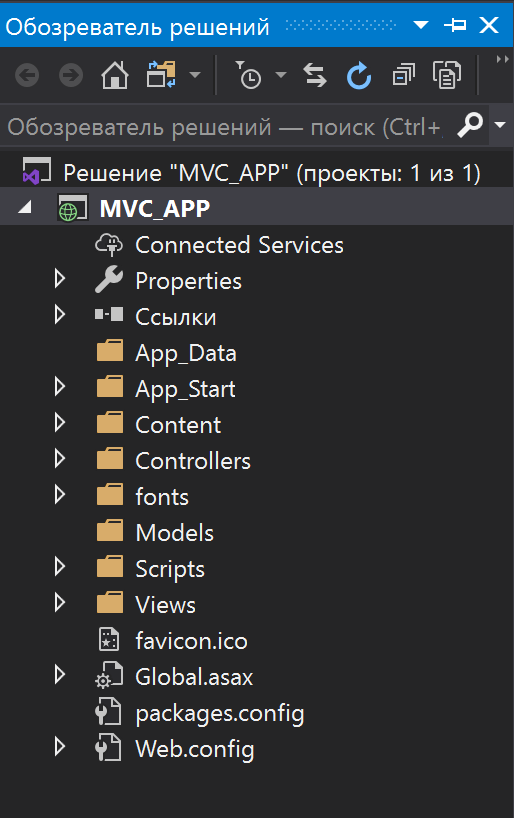 Обозреватель решений
Обозреватель решений — поиск (Ctrl+
Решение "MVC_APP" (проекты: 1 из 1)
MVC_APP
Connected Services
Properties
Ссылки
App_Data
App_Start
Content
Controllers
fonts
Models
Scripts
Views
favicon.ico
Global.asax
packages.config
Web.config